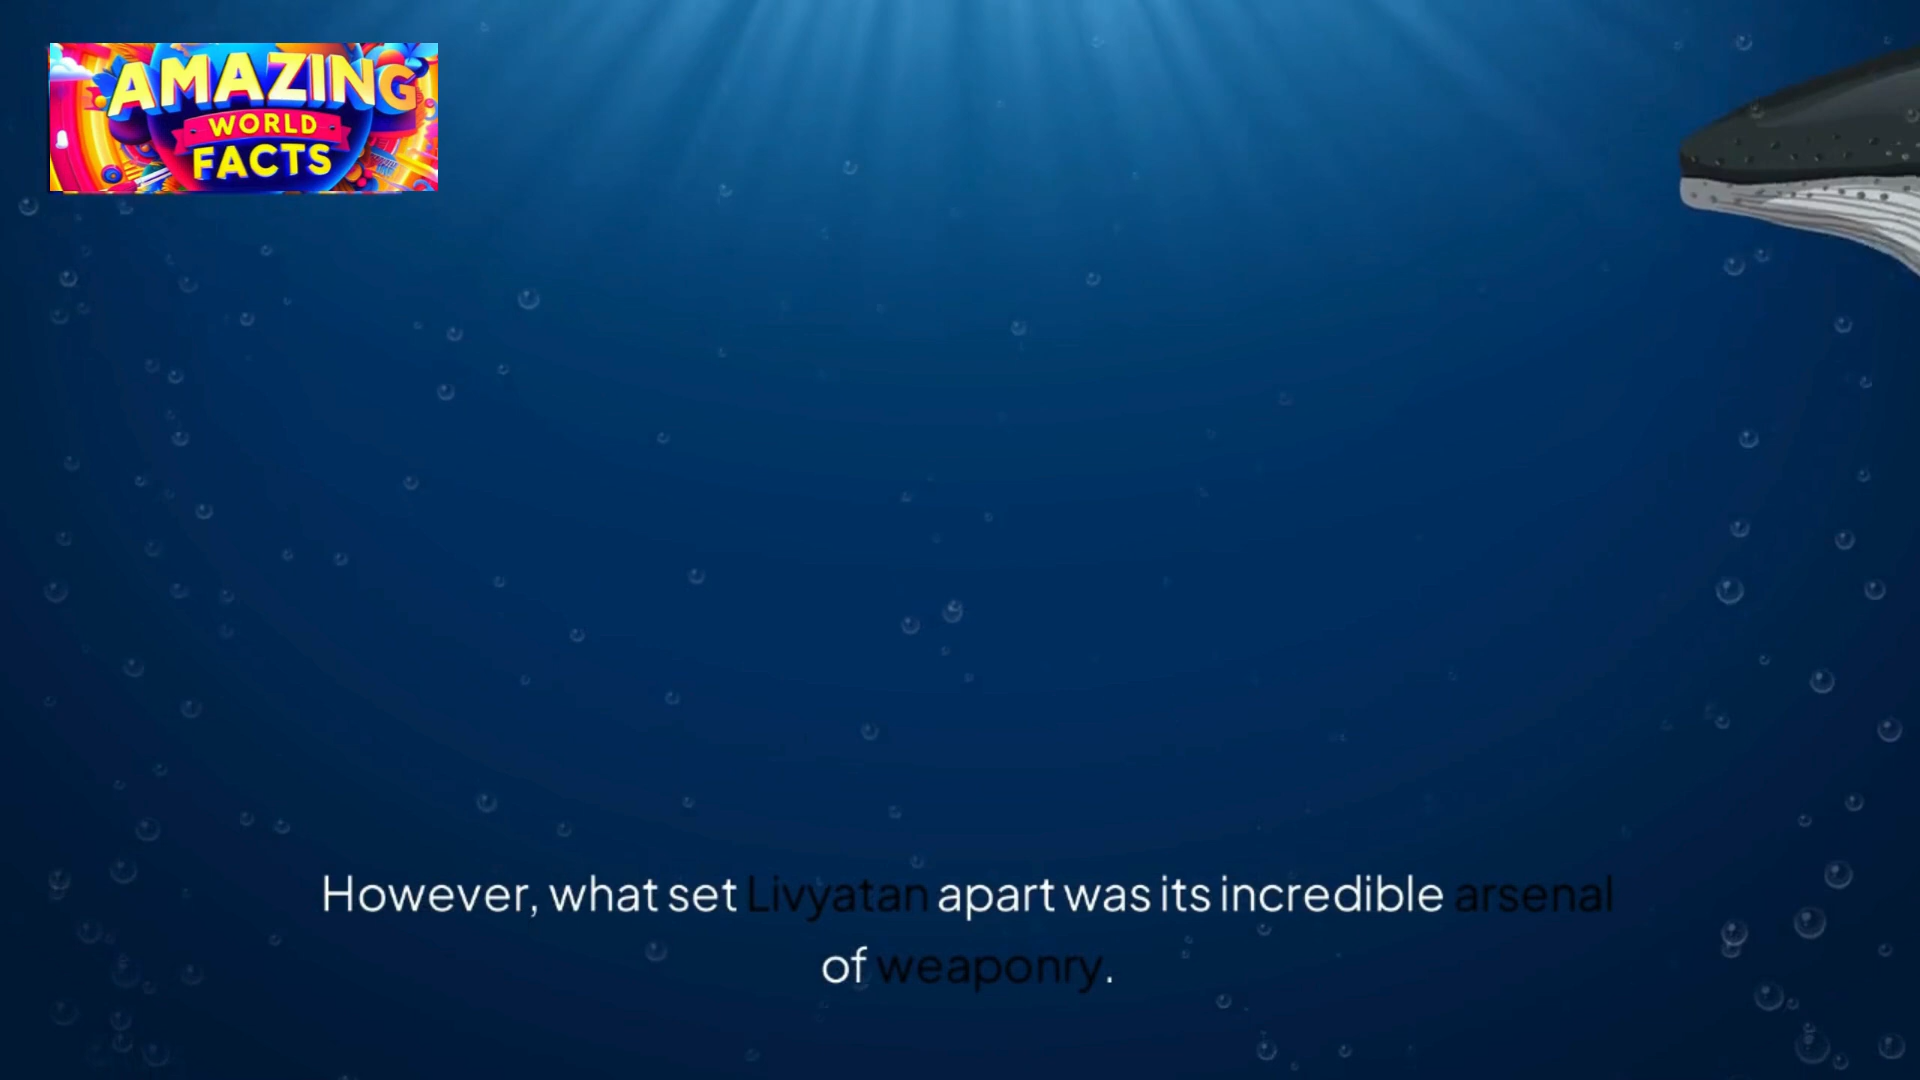 AMAZING
WORLD
FACTS
However, what set Livyatan apart was its incredible arsenal
of weaponry.